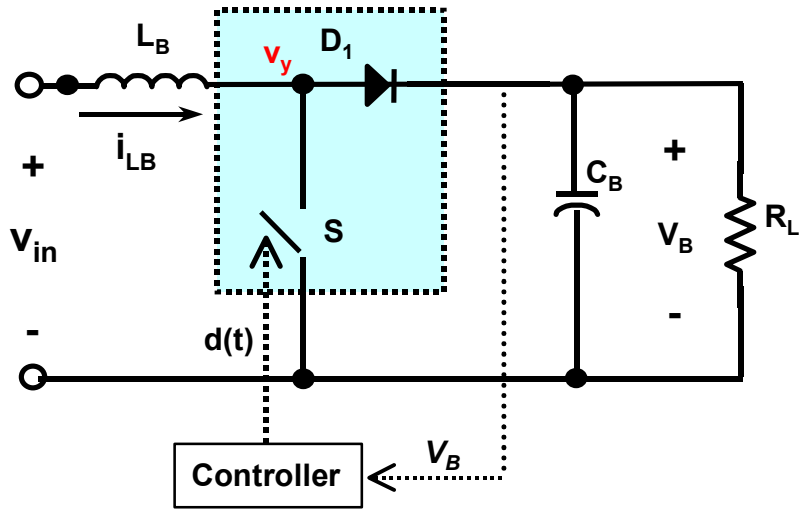 L_B
v_y
D_1
i_LB
+
v_in
-
S
d(t)
C_B
+
V_B
-
R_L
Controller
V_B